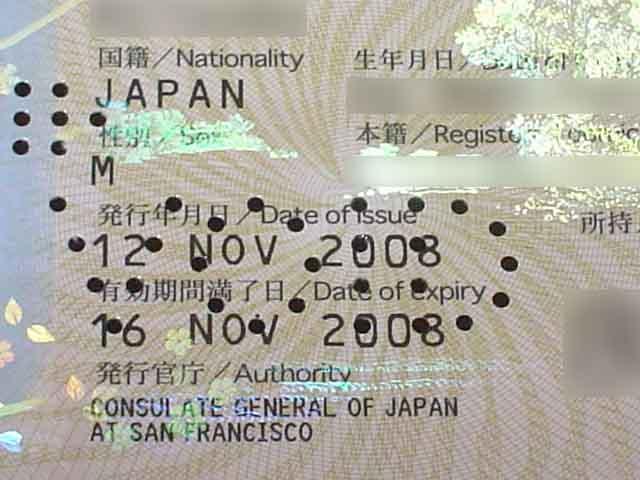 国籍／Nationality
生年月日／
JAPAN
性別／Sex
本籍／Registered
M
発行年月日／Date of issue
所持
12 NOV 2008
有効期間満了日／Date of expiry
16 NOV 2008
発行官庁／Authority
CONSULATE GENERAL OF JAPAN
AT SAN FRANCISCO